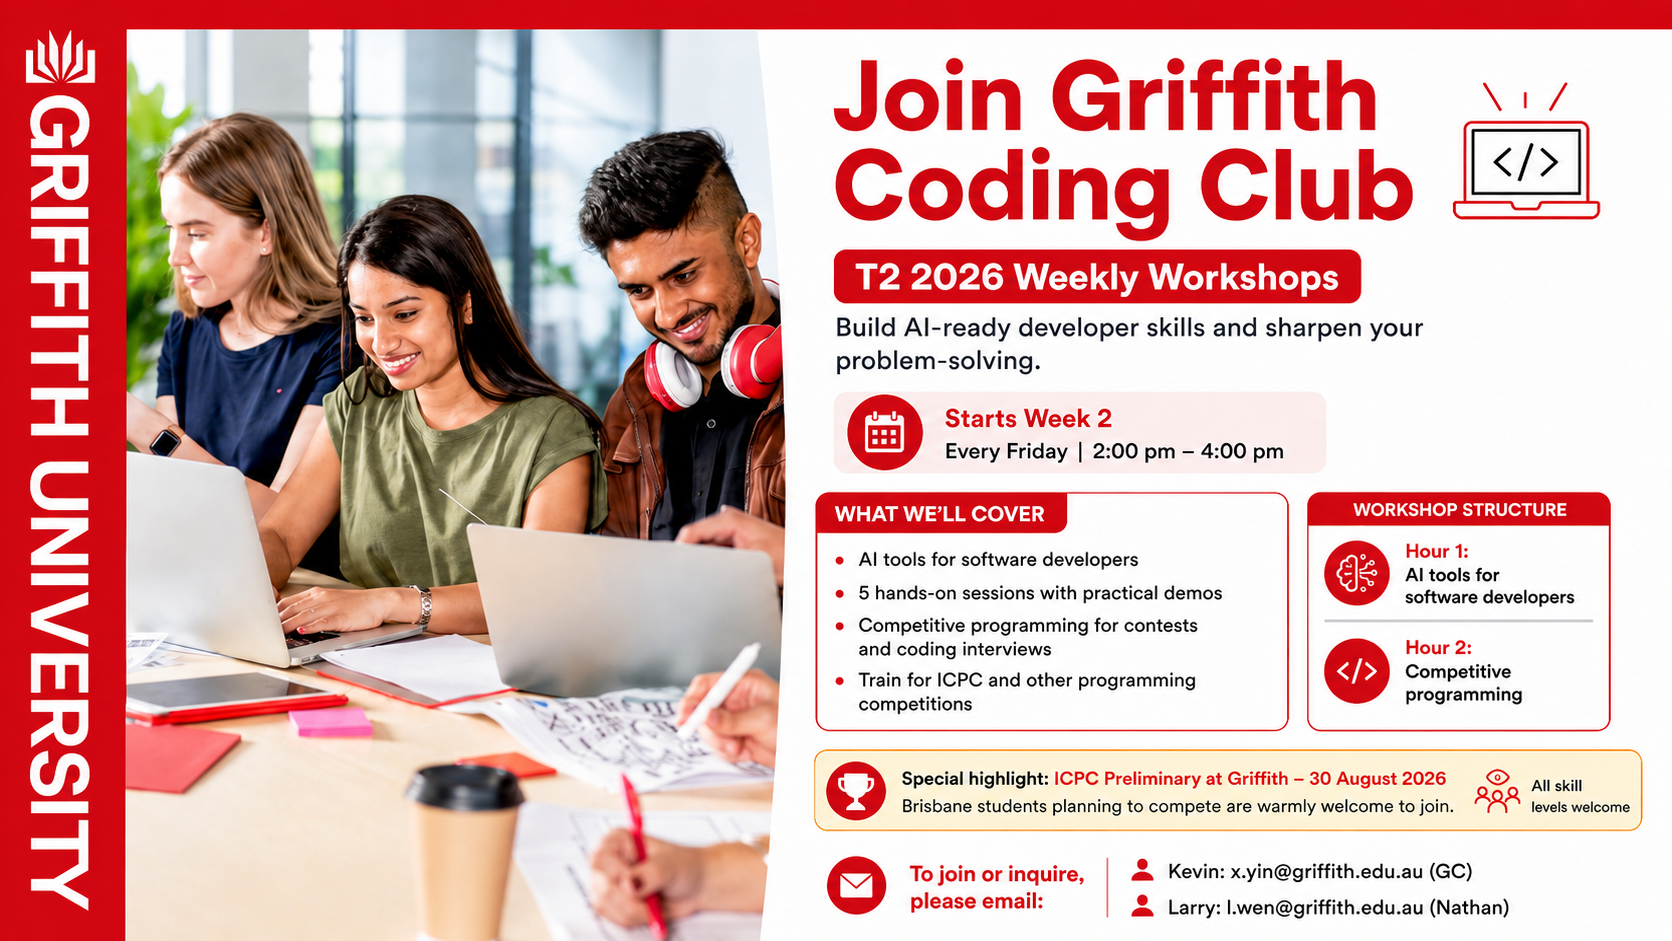 GRIFFITH UNIVERSITY
Join Griffith
Coding Club
</>
T2 2026 Weekly Workshops
Build AI-ready developer skills and sharpen your
problem-solving.
Starts Week 2
Every Friday | 2:00 pm – 4:00 pm
WHAT WE'LL COVER
• AI tools for software developers
• 5 hands-on sessions with practical demos
• Competitive programming for contests
and coding interviews
• Train for ICPC and other programming
competitions
WORKSHOP STRUCTURE
Hour 1:
AI tools for
software developers
</>
Hour 2:
Competitive
programming
Special highlight: ICPC Preliminary at Griffith – 30 August 2026
Brisbane students planning to compete are warmly welcome to join.
All skill
levels welcome
To join or inquire,
please email:
Kevin: x.yin@griffith.edu.au (GC)
Larry: l.wen@griffith.edu.au (Nathan)